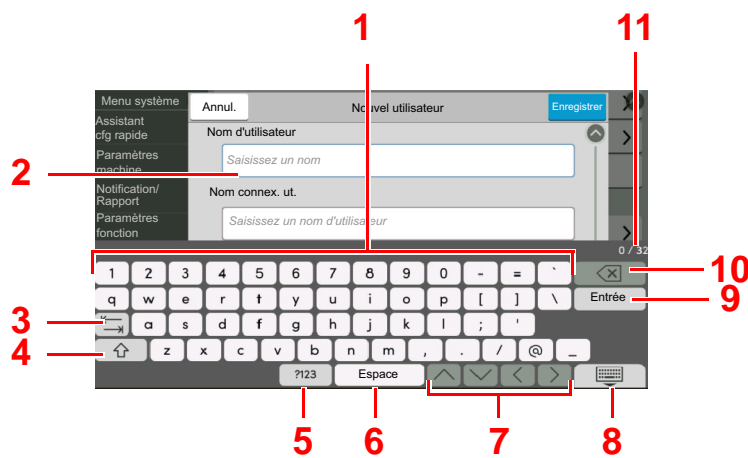 1 11
Menu système Annul. Nouvel utilisateur Enregistrer
Assistant
cfg rapide
Nom d'utilisateur
Paramètres
machine
2 Saisissez un nom
Notification/
Rapport
Nom connex. ut.
Paramètres
fonction
Saisissez un nom d'utilisateur
0 / 32
1 2 3 4 5 6 7 8 9 0 - = ` 10
q w e r t y u i o p [ ] \ Entrée 9
3 a s d f g h j k l ; '
4 z x c v b n m , . / @ _
?123 Espace
5 6 7 8